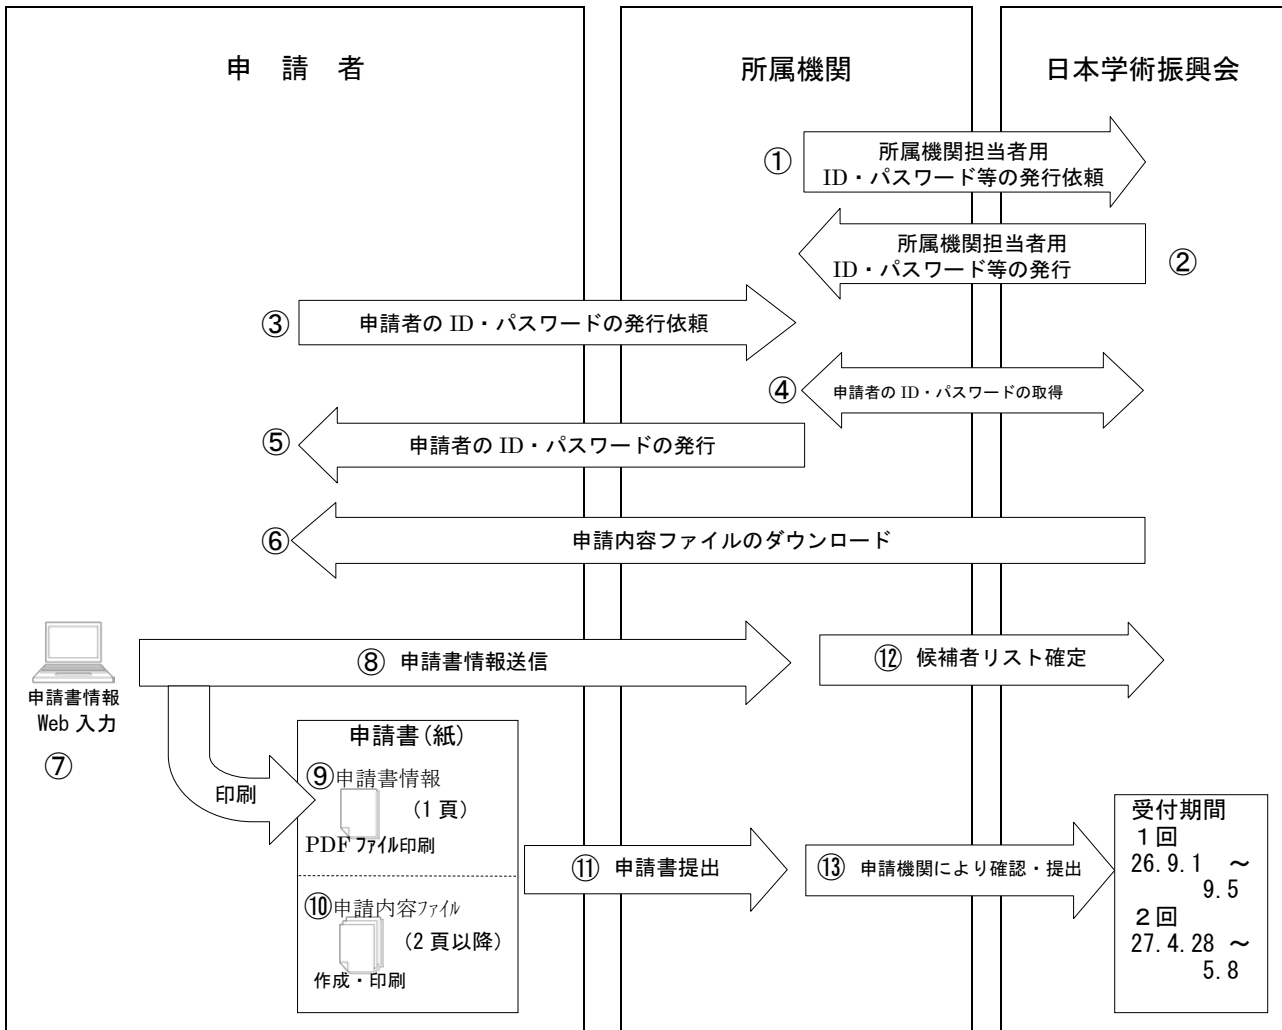 申 請 者
所属機関
日本学術振興会
①
所属機関担当者用
ID・パスワード等の発行依頼
所属機関担当者用
ID・パスワード等の発行
②
③
申請者の ID・パスワードの発行依頼
④
申請者の ID・パスワードの取得
⑤
申請者の ID・パスワードの発行
⑥
申請内容ファイルのダウンロード
申請書情報
Web 入力
⑦
⑧ 申請書情報送信
⑫ 候補者リスト確定
印刷
申請書(紙)
⑨申請書情報
(1 頁)
PDF ファイル印刷
⑩申請内容ファイル
(2 頁以降)
作成・印刷
⑪ 申請書提出
⑬ 申請機関により確認・提出
受付期間
1回
26.9.1 ～
9.5
2回
27.4.28 ～
5.8